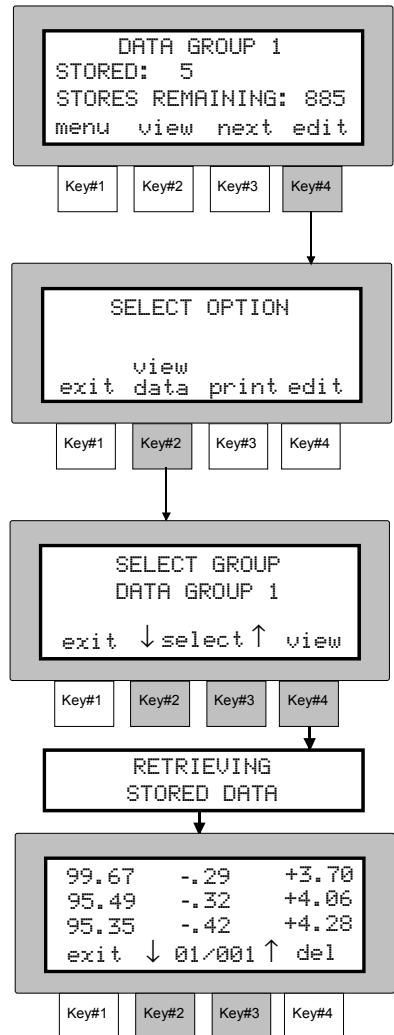 DATA GROUP 1
STORED: 5
STORES REMAINING: 885
menu view next edit
Key#1 Key#2 Key#3 Key#4
SELECT OPTION
view
exit data print edit
Key#1 Key#2 Key#3 Key#4
SELECT GROUP
DATA GROUP 1
exit ↓ select ↑ view
Key#1 Key#2 Key#3 Key#4
RETRIEVING
STORED DATA
99.67 -.29 +3.70
95.49 -.32 +4.06
95.35 -.42 +4.28
exit ↓ 01/001 ↑ del
Key#1 Key#2 Key#3 Key#4